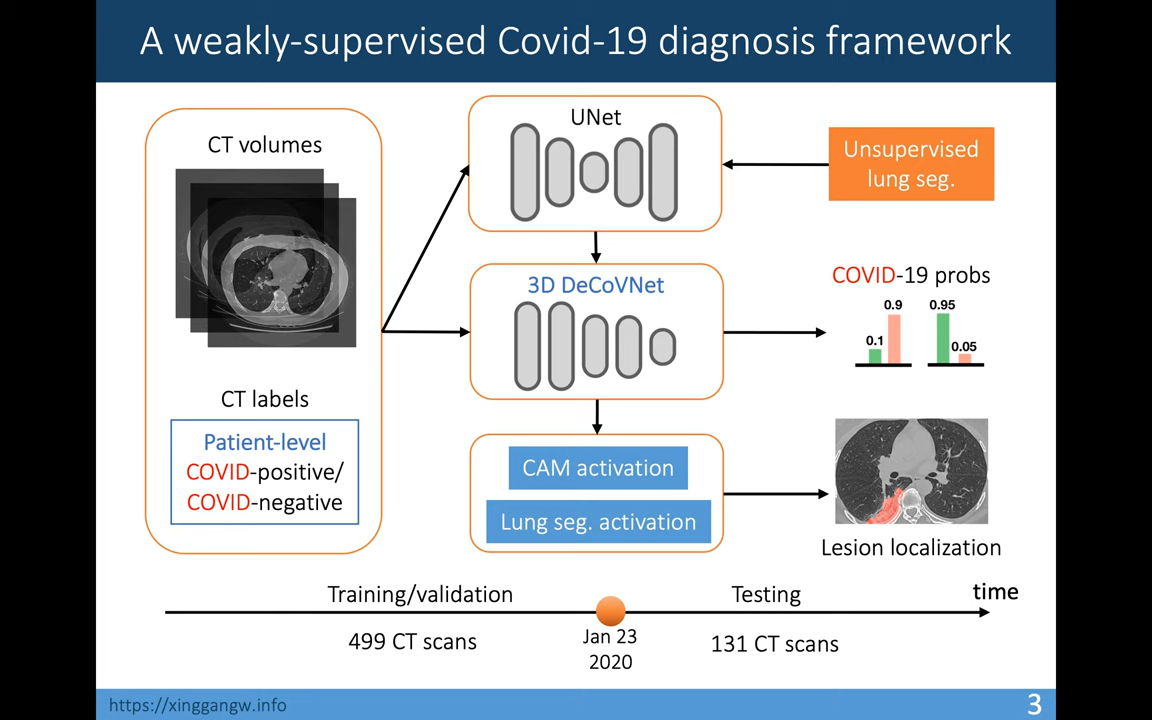 A weakly-supervised Covid-19 diagnosis framework
CT volumes
CT labels
Patient-level
COVID-positive/
COVID-negative
UNet
Unsupervised
lung seg.
3D DeCoVNet
COVID-19 probs
0.1
0.9
0.95
0.05
CAM activation
Lung seg. activation
Lesion localization
Training/validation
Testing
time
499 CT scans
Jan 23
2020
131 CT scans
https://xinggangw.info
3